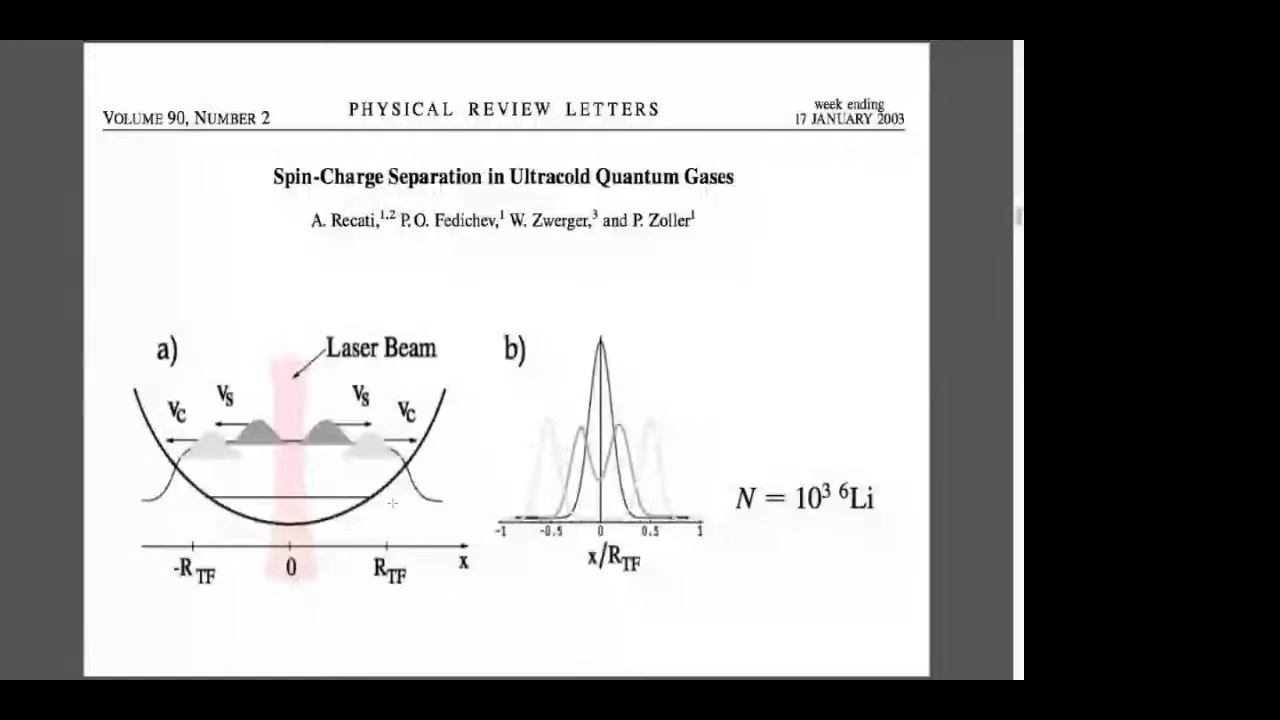 VOLUME 90, NUMBER 2
PHYSICAL REVIEW LETTERS
week ending
17 JANUARY 2003
Spin-Charge Separation in Ultracold Quantum Gases
A. Recati,1,2 P. O. Fedichev,1 W. Zwerger,3 and P. Zoller1
a)
Laser Beam
VS
VS
VC
VC
-RTF
0
RTF
x
b)
-1
-0.5
0
0.5
1
x/RTF
N = 10³ ⁶Li